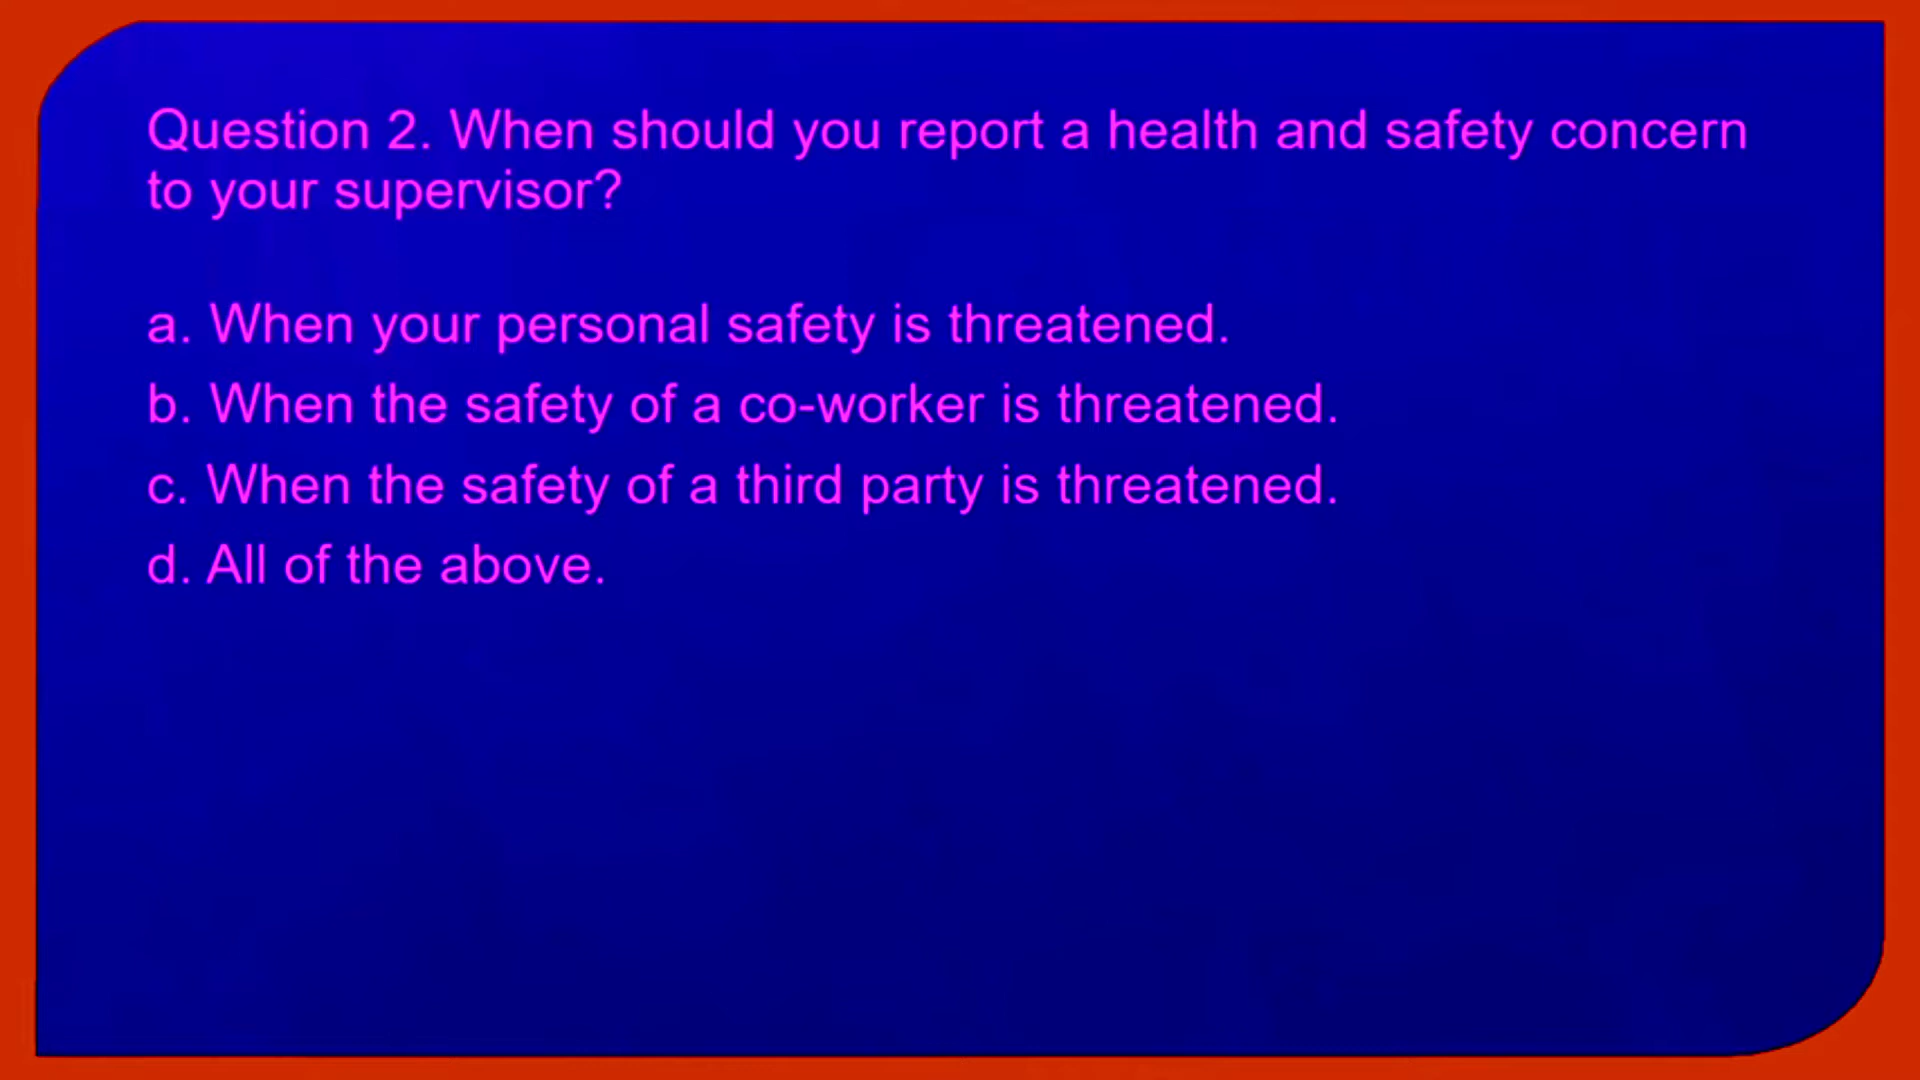 Question 2. When should you report a health and safety concern
to your supervisor?
a. When your personal safety is threatened.
b. When the safety of a co-worker is threatened.
c. When the safety of a third party is threatened.
d. All of the above.